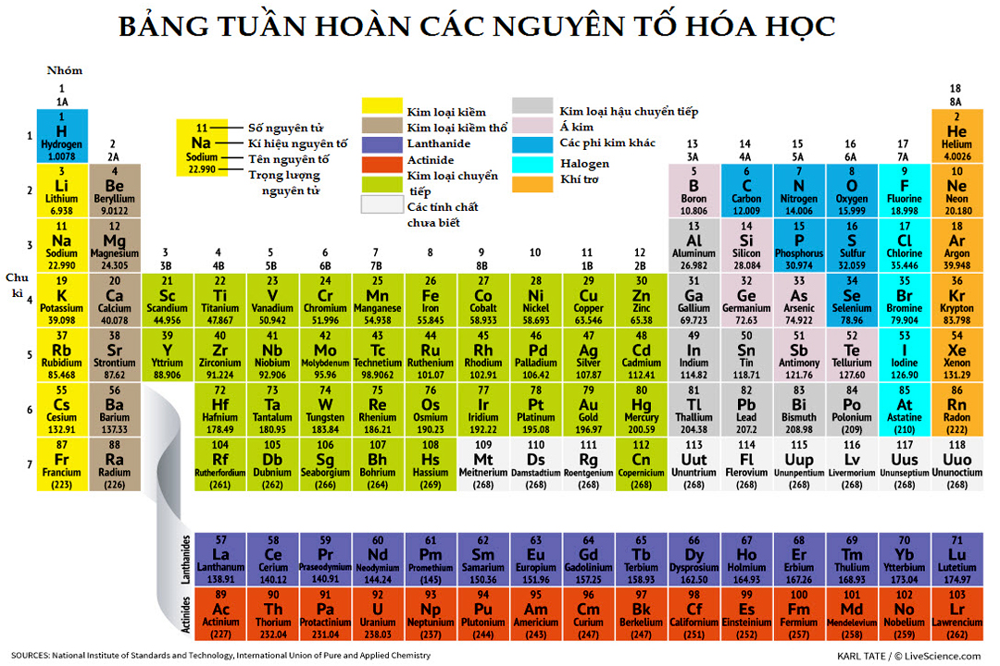 BẢNG TUẦN HOÀN CÁC NGUYÊN TỐ HÓA HỌC
Nhóm
1 18
1A 8A
11 Số nguyên tử
Na Kí hiệu nguyên tố
Sodium Tên nguyên tố
22.990 Trọng lượng
nguyên tử
Kim loại kiềm
Kim loại kiềm thổ
Lanthanide
Actinide
Kim loại chuyển
tiếp
Các tính chất
chưa biết
Kim loại hậu chuyển tiếp
Á kim
Các phi kim khác
Halogen
Khí trơ
1 2
1 H He
Hydrogen Helium
1.0078 4.0026
2 13 14 15 16 17
2A 3A 4A 5A 6A 7A
3 4 5 6 7 8 9 10
2 Li Be B C N O F Ne
Lithium Beryllium Boron Carbon Nitrogen Oxygen Fluorine Neon
6.938 9.0122 10.806 12.009 14.006 15.999 18.998 20.180
11 12 13 14 15 16 17 18
3 Na Mg Al Si P S Cl Ar
Sodium Magnesium Aluminum Silicon Phosphorus Sulfur Chlorine Argon
22.990 24.305 26.982 28.084 30.974 32.059 35.446 39.948
3 4 5 6 7 8 9 10 11 12
3B 4B 5B 6B 7B 8B 1B 2B
Chu
kì
19 20 21 22 23 24 25 26 27 28 29 30 31 32 33 34 35 36
4 K Ca Sc Ti V Cr Mn Fe Co Ni Cu Zn Ga Ge As Se Br Kr
Potassium Calcium Scandium Titanium Vanadium Chromium Manganese Iron Cobalt Nickel Copper Zinc Gallium Germanium Arsenic Selenium Bromine Krypton
39.098 40.078 44.956 47.867 50.942 51.996 54.938 55.845 58.933 58.693 63.546 65.38 69.723 72.63 74.922 78.96 79.904 83.798
37 38 39 40 41 42 43 44 45 46 47 48 49 50 51 52 53 54
5 Rb Sr Y Zr Nb Mo Tc Ru Rh Pd Ag Cd In Sn Sb Te I Xe
Rubidium Strontium Yttrium Zirconium Niobium Molybdenum Technetium Ruthenium Rhodium Palladium Silver Cadmium Indium Tin Antimony Tellurium Iodine Xenon
85.468 87.62 88.906 91.224 92.906 95.96 98.9062 101.07 102.91 106.42 107.87 112.41 114.82 118.71 121.76 127.60 126.90 131.29
55 56 72 73 74 75 76 77 78 79 80 81 82 83 84 85 86
6 Cs Ba Hf Ta W Re Os Ir Pt Au Hg Tl Pb Bi Po At Rn
Cesium Barium Hafnium Tantalum Tungsten Rhenium Osmium Iridium Platinum Gold Mercury Thallium Lead Bismuth Polonium Astatine Radon
132.91 137.33 178.49 180.95 183.84 186.21 190.23 192.22 195.08 196.97 200.59 204.38 207.2 208.98 (209) (210) (222)
87 88 104 105 106 107 108 109 110 111 112 113 114 115 116 117 118
7 Fr Ra Rf Db Sg Bh Hs Mt Ds Rg Cn Uut Fl Uup Lv Uus Uuo
Francium Radium Rutherfordium Dubnium Seaborgium Bohrium Hassium Meitnerium Damstadtium Roentgenium Copernicium Ununtrium Flerovium Ununpentium Livermorium Ununseptium Ununoctium
(223) (226) (261) (262) (266) (264) (269) (268) (268) (268) (268) (268) (268) (268) (268) (268) (268)
Lanthanides
57 58 59 60 61 62 63 64 65 66 67 68 69 70 71
La Ce Pr Nd Pm Sm Eu Gd Tb Dy Ho Er Tm Yb Lu
Lanthanum Cerium Praseodymium Neodymium Promethium Samarium Europium Gadolinium Terbium Dysprosium Holmium Erbium Thulium Ytterbium Lutetium
138.91 140.12 140.91 144.24 (145) 150.36 151.96 157.25 158.93 162.50 164.93 167.26 168.93 173.04 174.97
Actinides
89 90 91 92 93 94 95 96 97 98 99 100 101 102 103
Ac Th Pa U Np Pu Am Cm Bk Cf Es Fm Md No Lr
Actinium Thorium Protactinium Uranium Neptunium Plutonium Americium Curium Berkelium Californium Einsteinium Fermium Mendelevium Nobelium Lawrencium
(227) 232.04 231.04 238.03 (237) (244) (243) (247) (247) (251) (252) (257) (258) (259) (262)
SOURCES: National Institute of Standards and Technology, International Union of Pure and Applied Chemistry
KARL TATE / © LiveScience.com